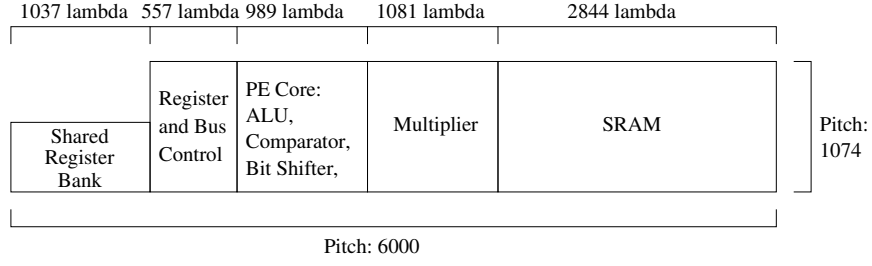 1037 lambda 557 lambda 989 lambda 1081 lambda 2844 lambda
Shared
Register
Bank
Register
and Bus
Control
PE Core:
ALU,
Comparator,
Bit Shifter,
Multiplier
SRAM
Pitch:
1074
Pitch: 6000